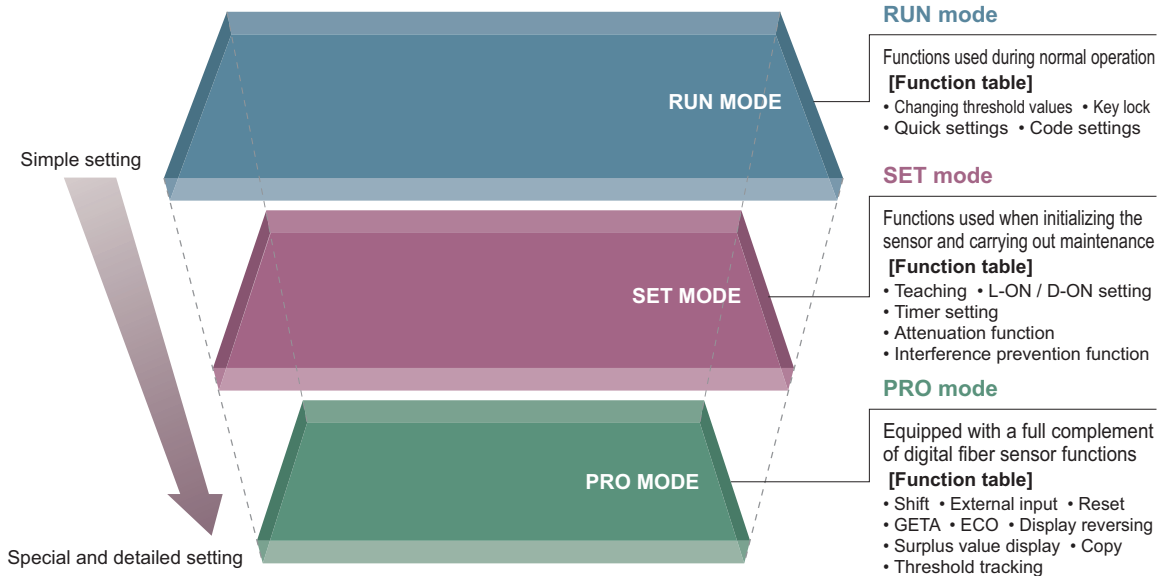 Simple setting
Special and detailed setting
RUN MODE
SET MODE
PRO MODE
RUN mode
Functions used during normal operation
[Function table]
• Changing threshold values • Key lock
• Quick settings • Code settings
SET mode
Functions used when initializing the
sensor and carrying out maintenance
[Function table]
• Teaching • L-ON / D-ON setting
• Timer setting
• Attenuation function
• Interference prevention function
PRO mode
Equipped with a full complement
of digital fiber sensor functions
[Function table]
• Shift • External input • Reset
• GETA • ECO • Display reversing
• Surplus value display • Copy
• Threshold tracking